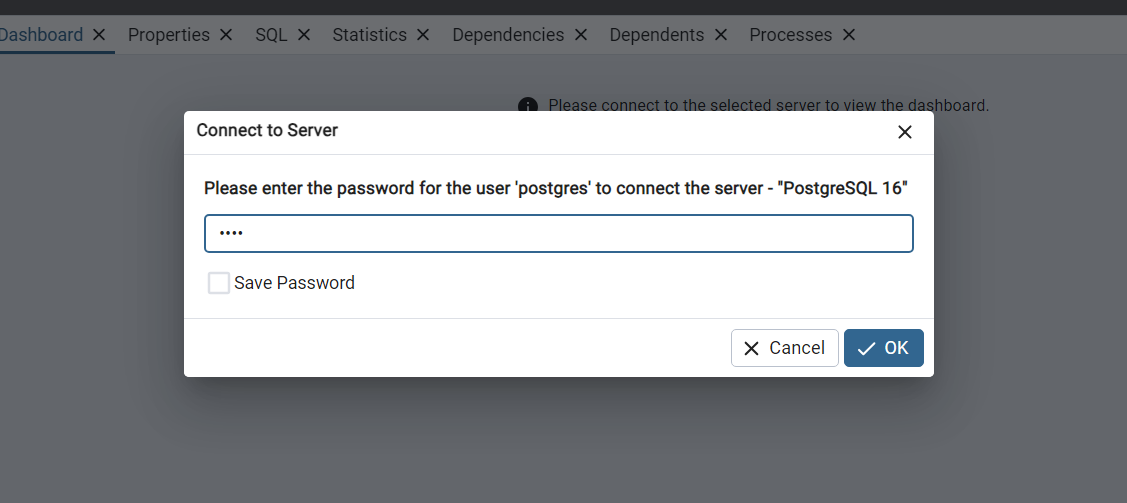 Dashboard Properties SQL Statistics Dependencies Dependents Processes
Please connect to the selected server to view the dashboard.
Connect to Server
Please enter the password for the user 'postgres' to connect the server - "PostgreSQL 16"
••••
Save Password
Cancel OK